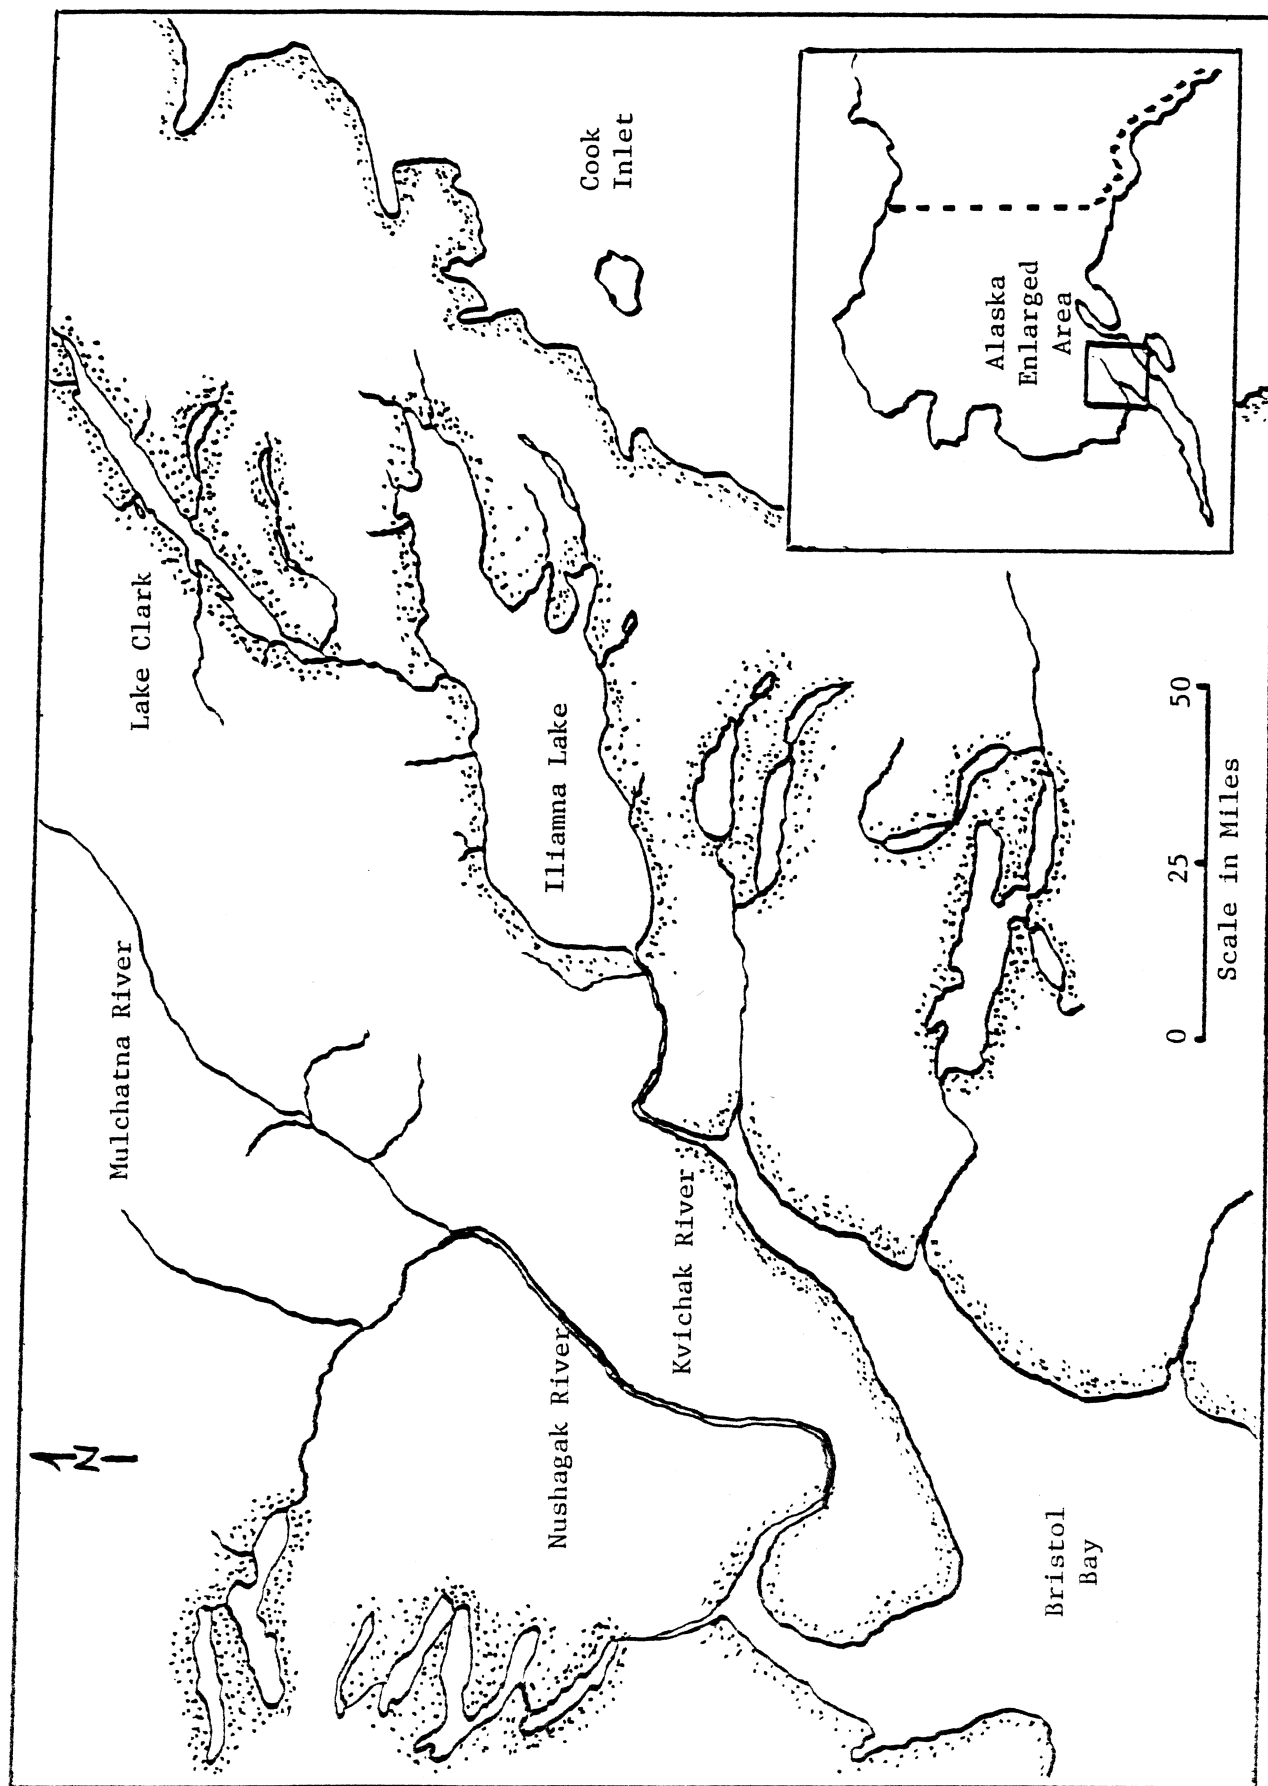 N
Lake Clark
Mulchatna River
Cook
Inlet
Iliamna Lake
Nushagak River
Kvichak River
Alaska
Enlarged
Area
Bristol
Bay
0 25 50
Scale in Miles